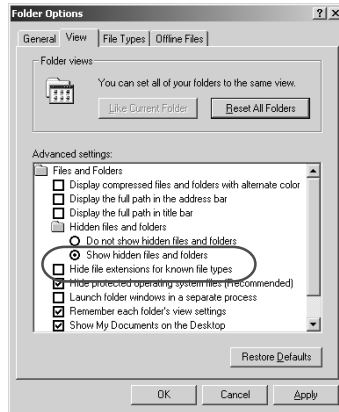 Folder Options
General View File Types Offline Files
Folder views
You can set all of your folders to the same view.
Like Current Folder Reset All Folders
Advanced settings:
Files and Folders
Display compressed files and folders with alternate color
Display the full path in the address bar
Display the full path in title bar
Hidden files and folders
Do not show hidden files and folders
Show hidden files and folders
Hide file extensions for known file types
Hide protected operating system files (Recommended)
Launch folder windows in a separate process
Remember each folder's view settings
Show My Documents on the Desktop
Restore Defaults
OK Cancel Apply